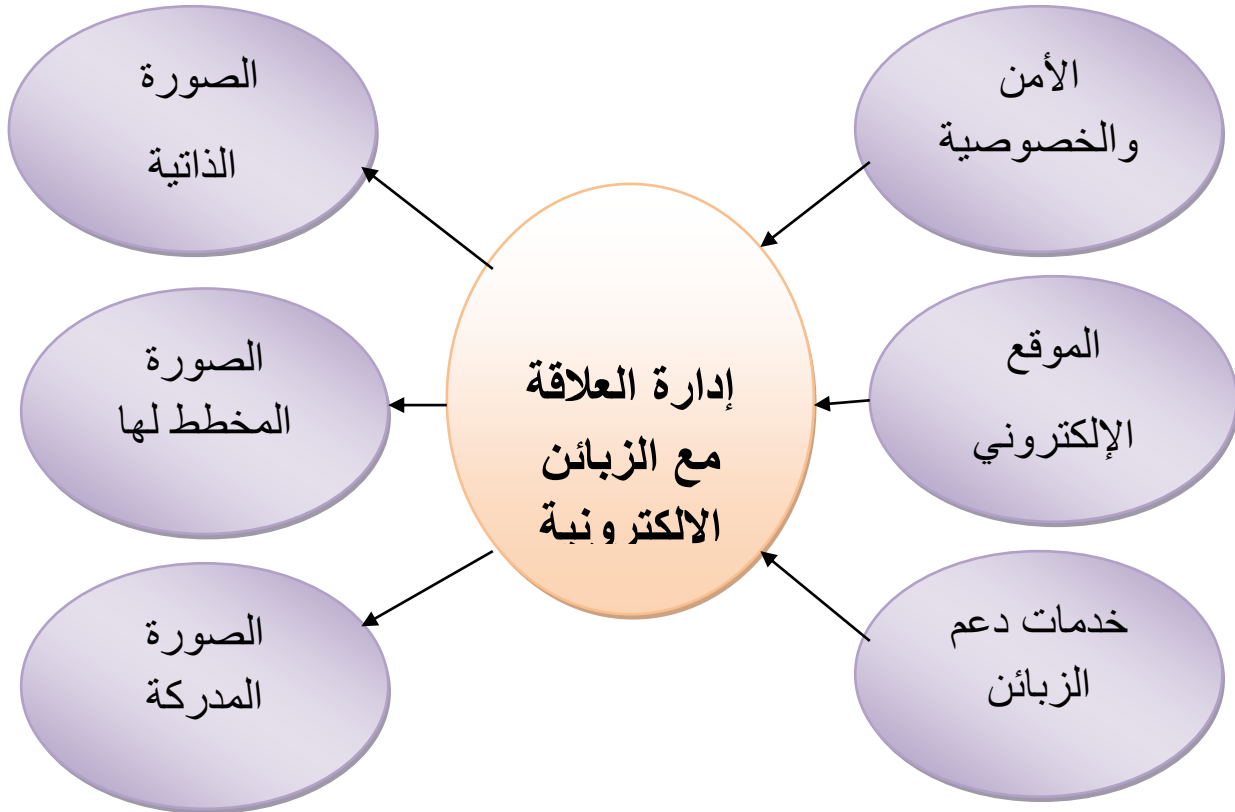 الأمن
والخصوصية
الموقع
الإلكتروني
خدمات دعم
الزبائن
إدارة العلاقة
مع الزبائن
الالكترونية
الصورة
الذاتية
الصورة
المخطط لها
الصورة
المدركة